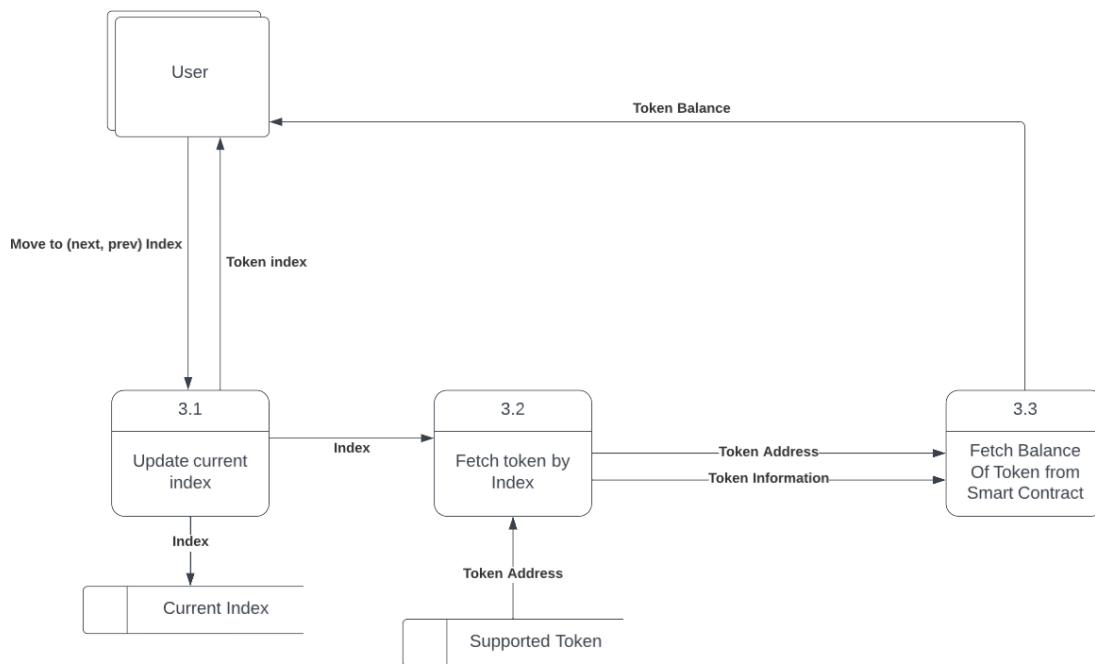 User
Token Balance
Move to (next, prev) Index
Token index
3.1
Update current
index
Index
3.2
Fetch token by
Index
Token Address
Token Information
3.3
Fetch Balance
Of Token from
Smart Contract
Index
Current Index
Token Address
Supported Token